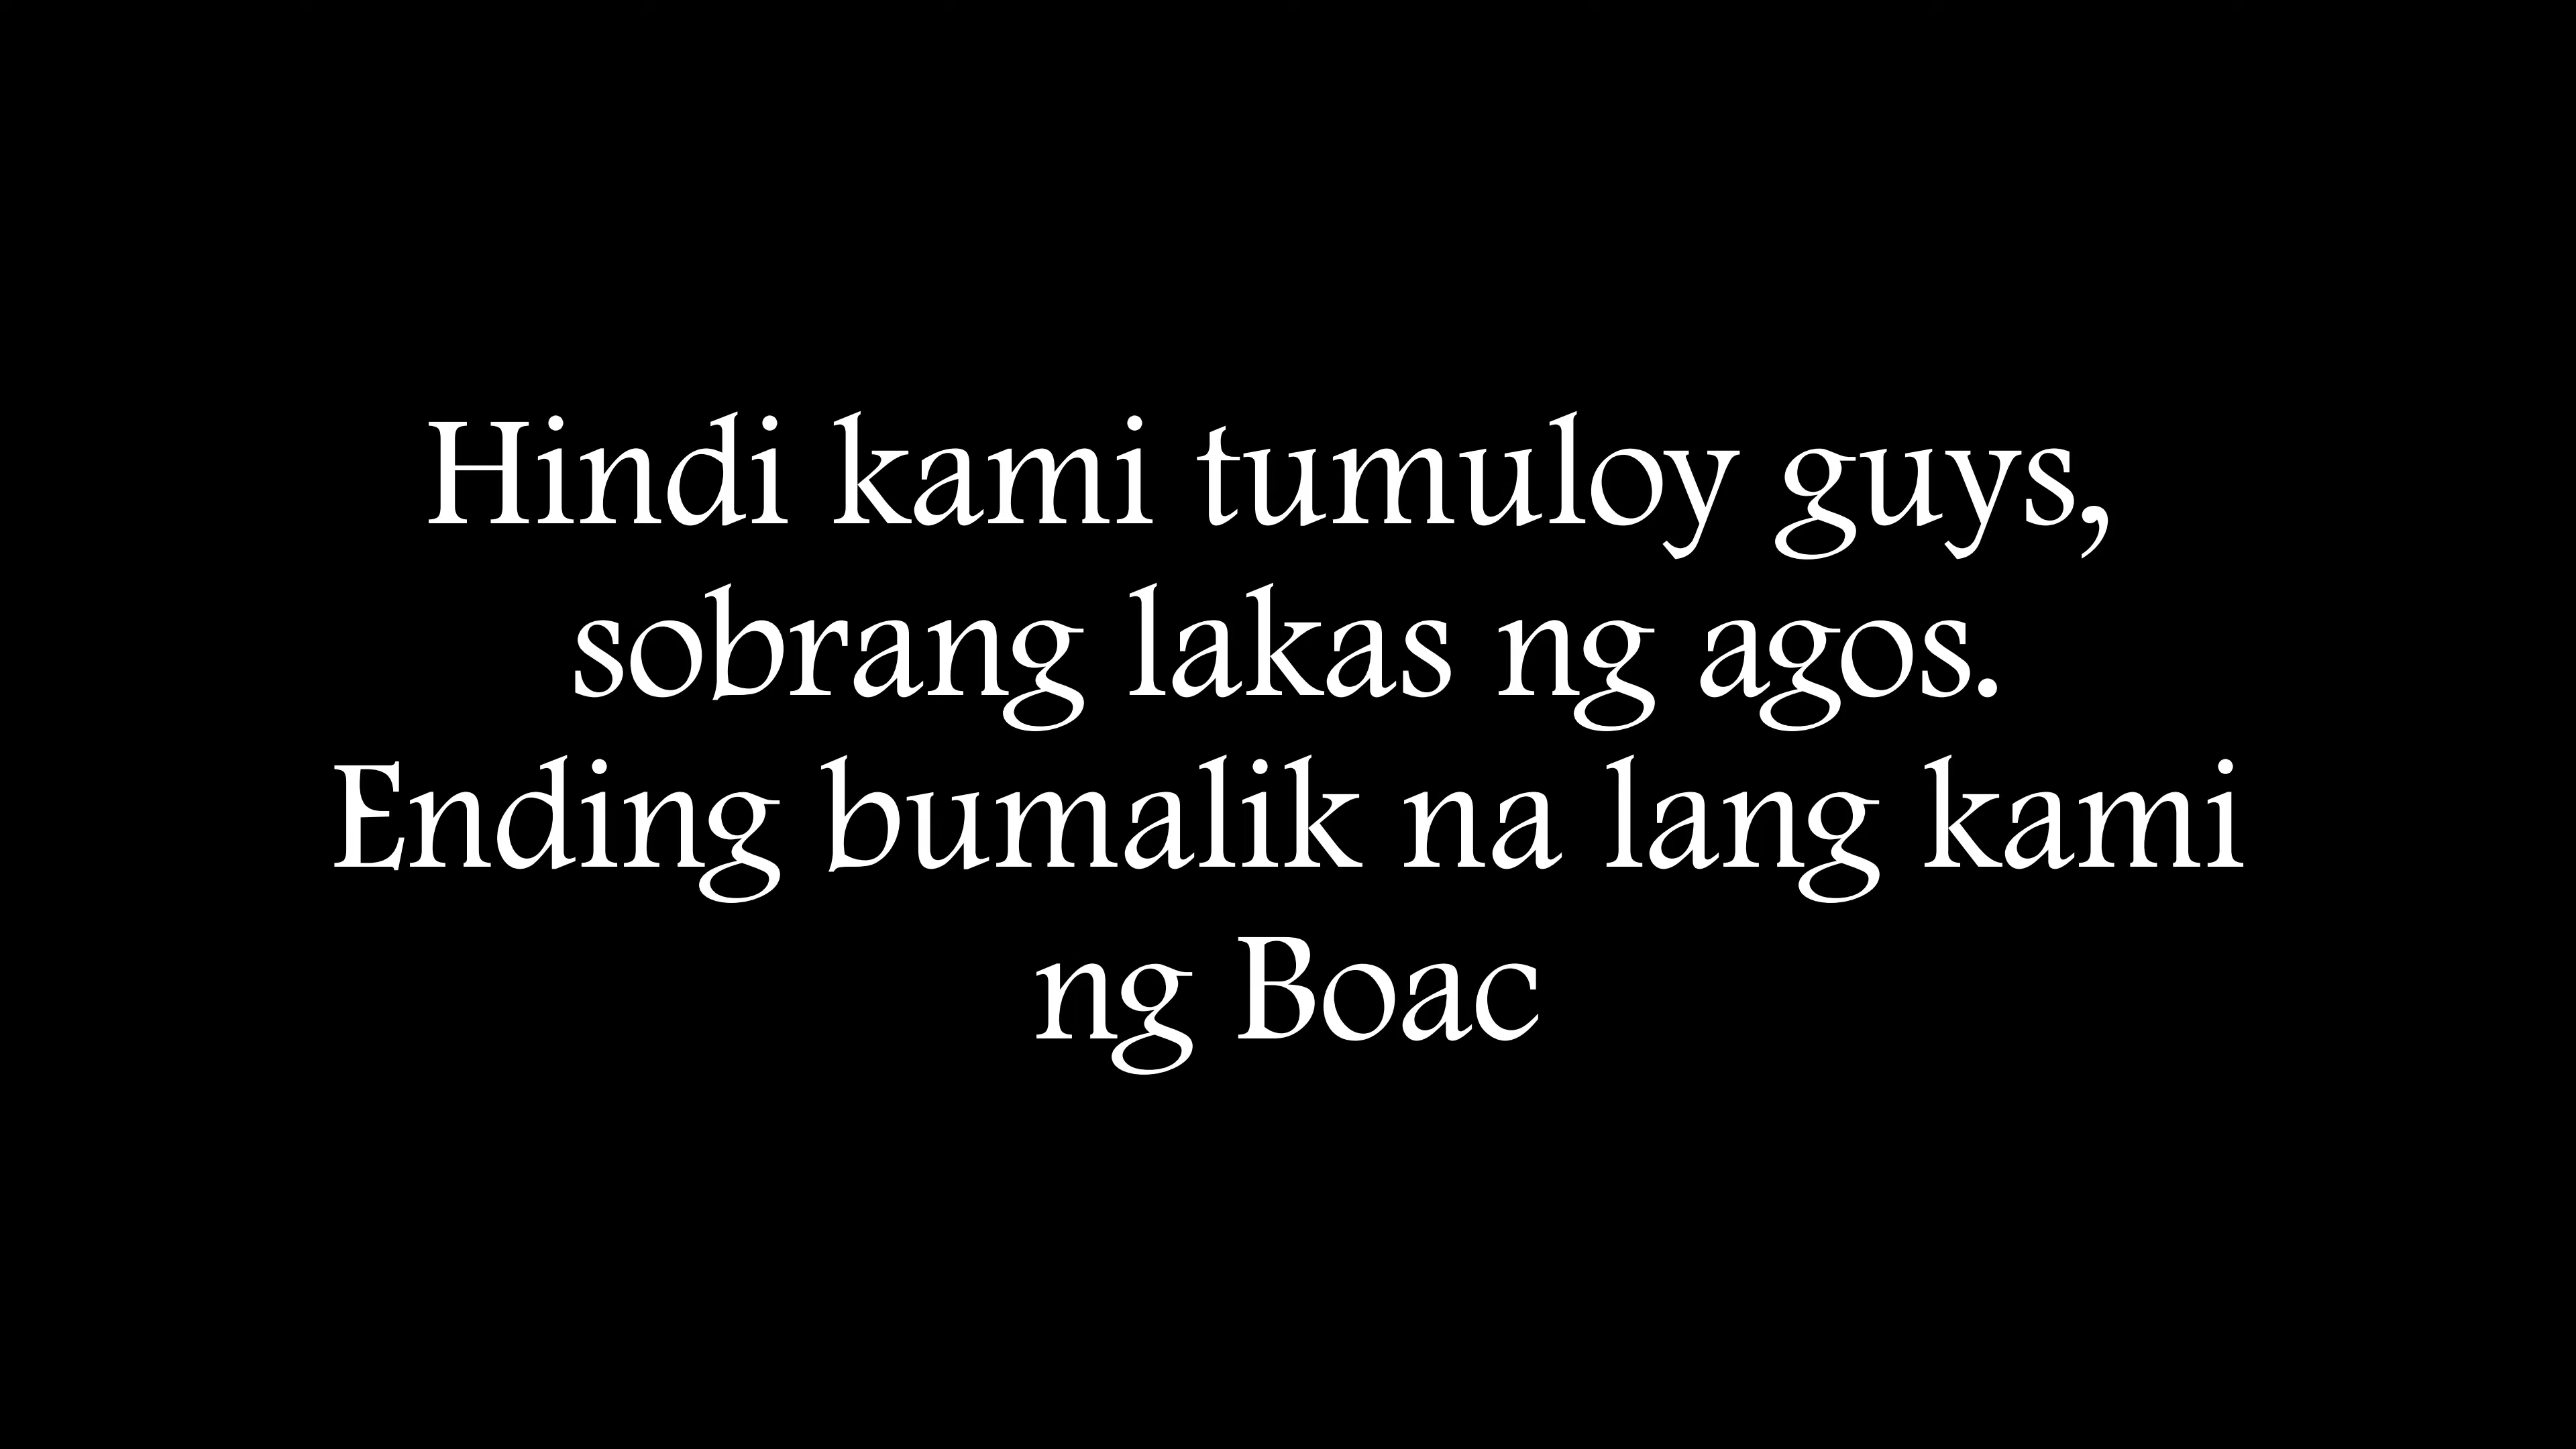 Hindi kami tumuloy guys,
sobrang lakas ng agos.
Ending bumalik na lang kami
ng Boac